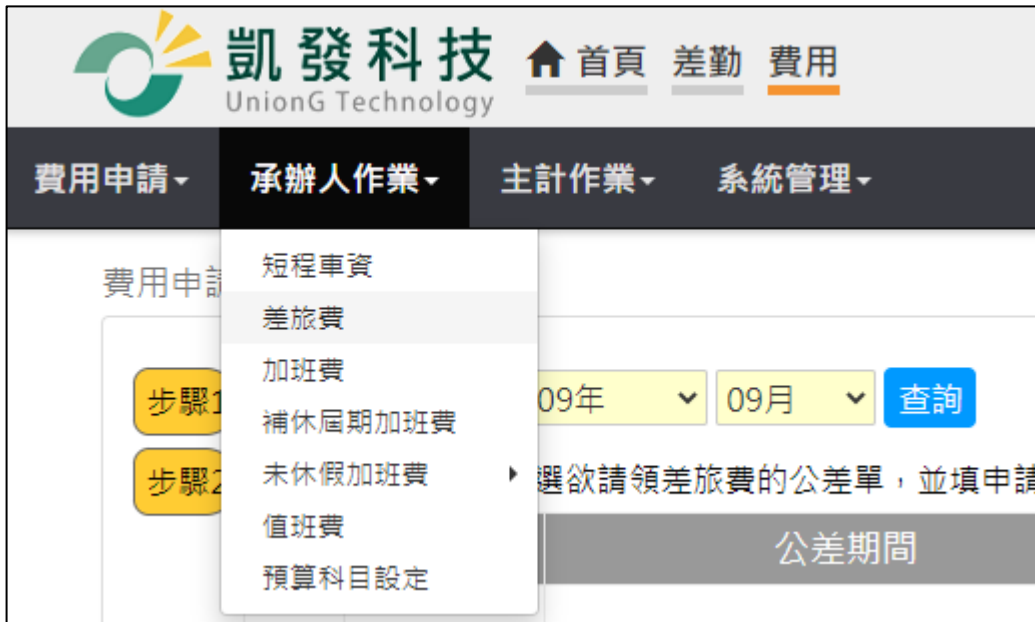 凱發科技
UnionG Technology
首頁 差勤 費用
費用申請 承辦人作業 主計作業 系統管理
費用申
短程車資
差旅費
加班費
補休屆期加班費
未休假加班費
值班費
預算科目設定
步驟1 09年 09月 查詢
步驟2 選欲請領差旅費的公差單，並填申請
公差期間